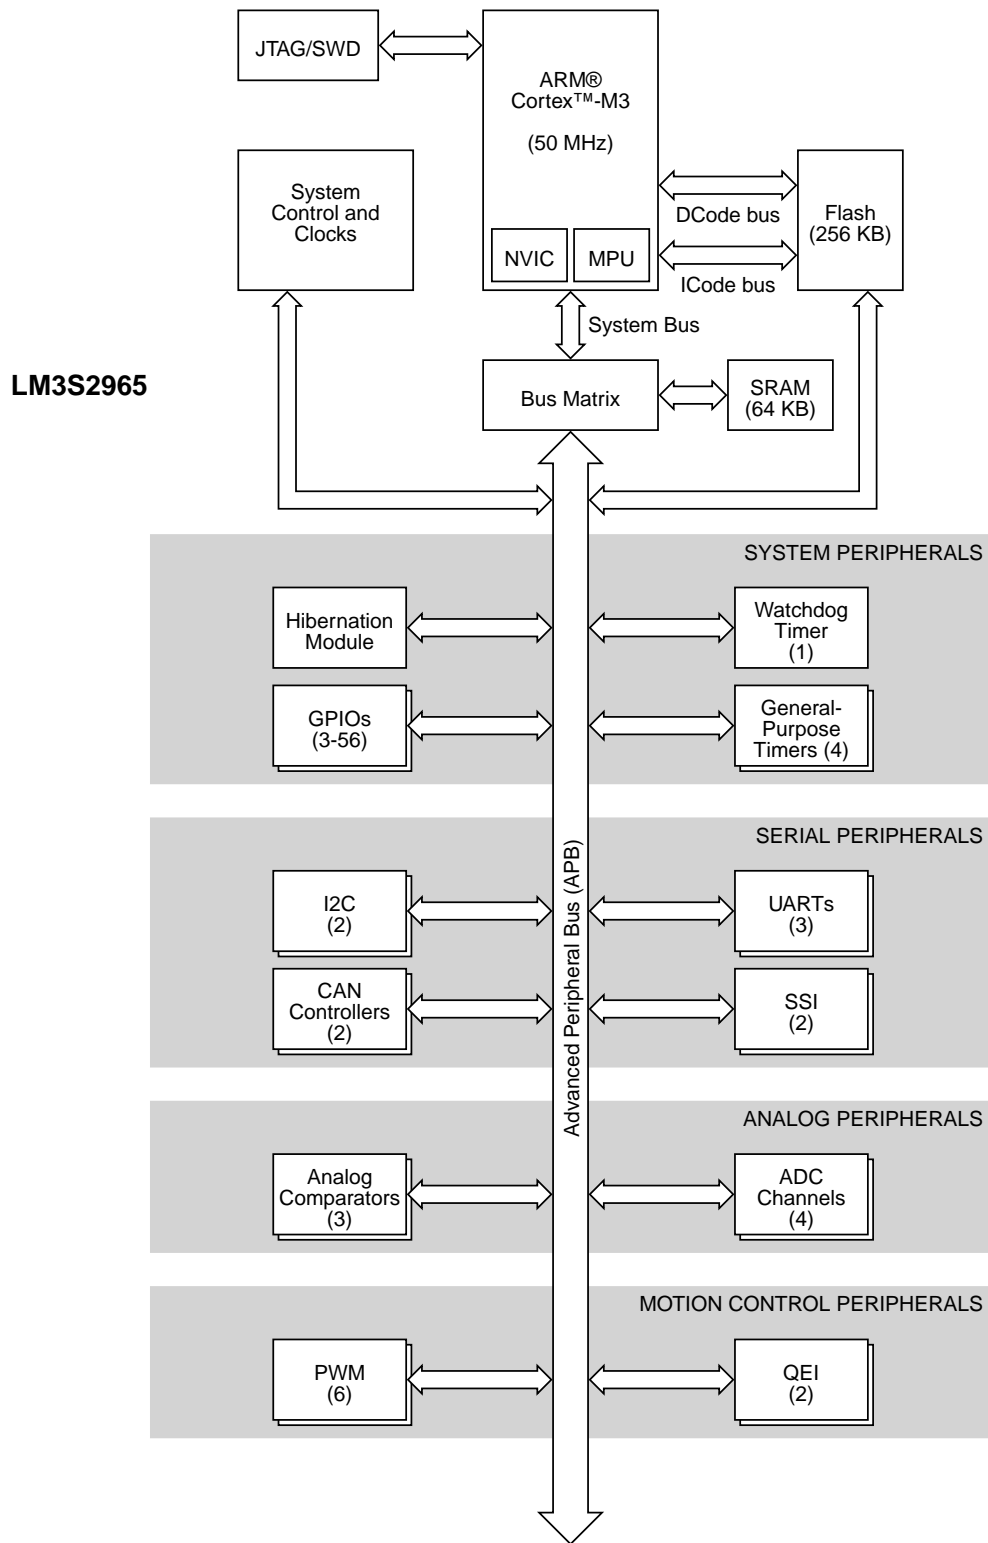 JTAG/SWD
ARM®
Cortex™-M3
(50 MHz)
System
Control and
Clocks
DCode bus
Flash
(256 KB)
NVIC
MPU
ICode bus
System Bus
LM3S2965
Bus Matrix
SRAM
(64 KB)
SYSTEM PERIPHERALS
Hibernation
Module
Watchdog
Timer
(1)
GPIOs
(3-56)
General-
Purpose
Timers (4)
SERIAL PERIPHERALS
Advanced Peripheral Bus (APB)
I2C
(2)
UARTs
(3)
CAN
Controllers
(2)
SSI
(2)
ANALOG PERIPHERALS
Analog
Comparators
(3)
ADC
Channels
(4)
MOTION CONTROL PERIPHERALS
PWM
(6)
QEI
(2)